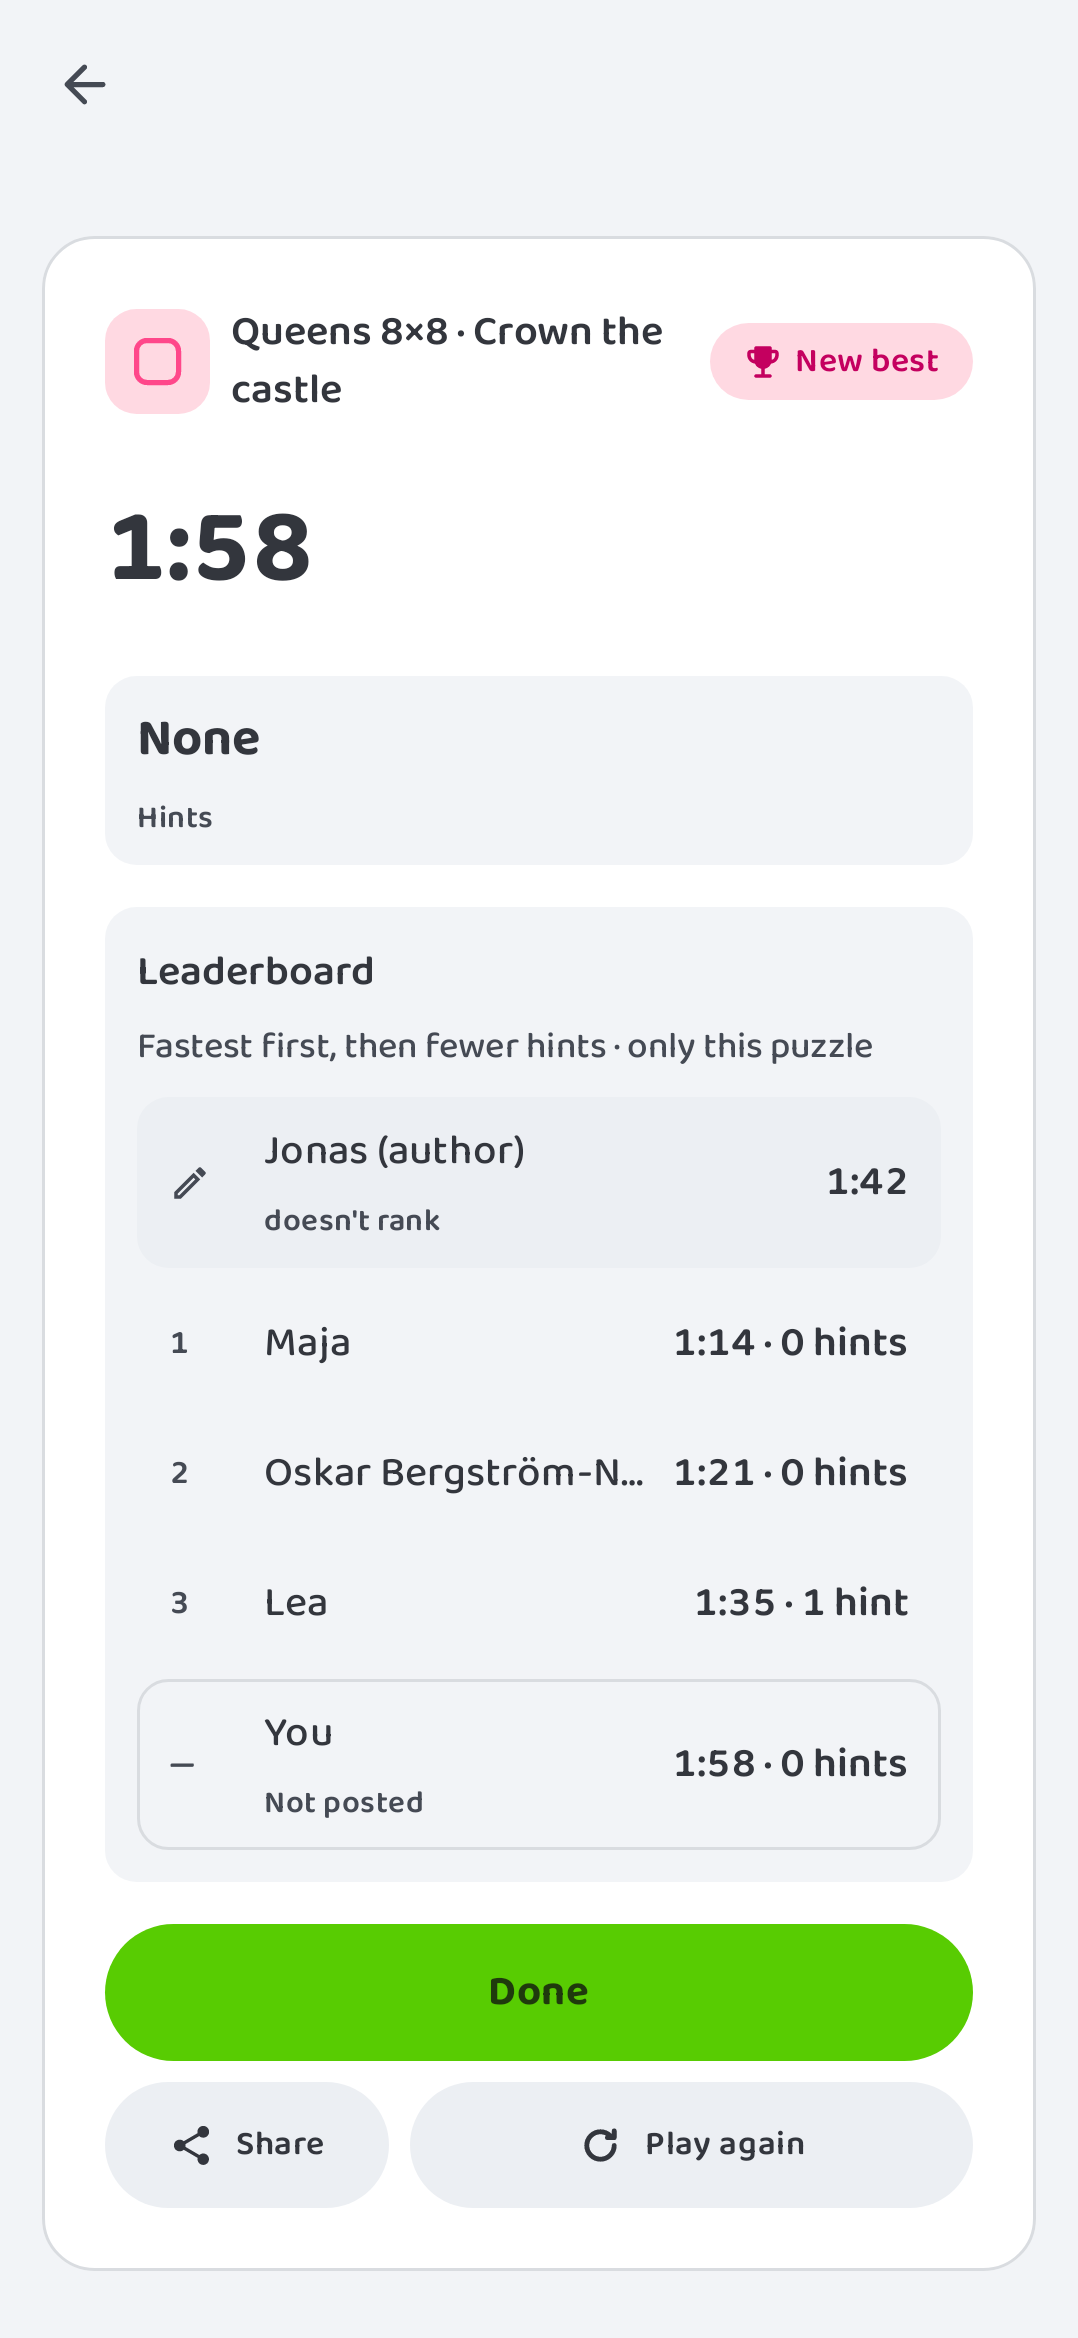 Queens 8×8 · Crown the
castle
New best
1:58
None
Hints
Leaderboard
Fastest first, then fewer hints · only this puzzle
Jonas (author)
doesn't rank
1:42
1 Maja 1:14 · 0 hints
2 Oskar Bergström-N... 1:21 · 0 hints
3 Lea 1:35 · 1 hint
– You 1:58 · 0 hints
Not posted
Done
Share
Play again